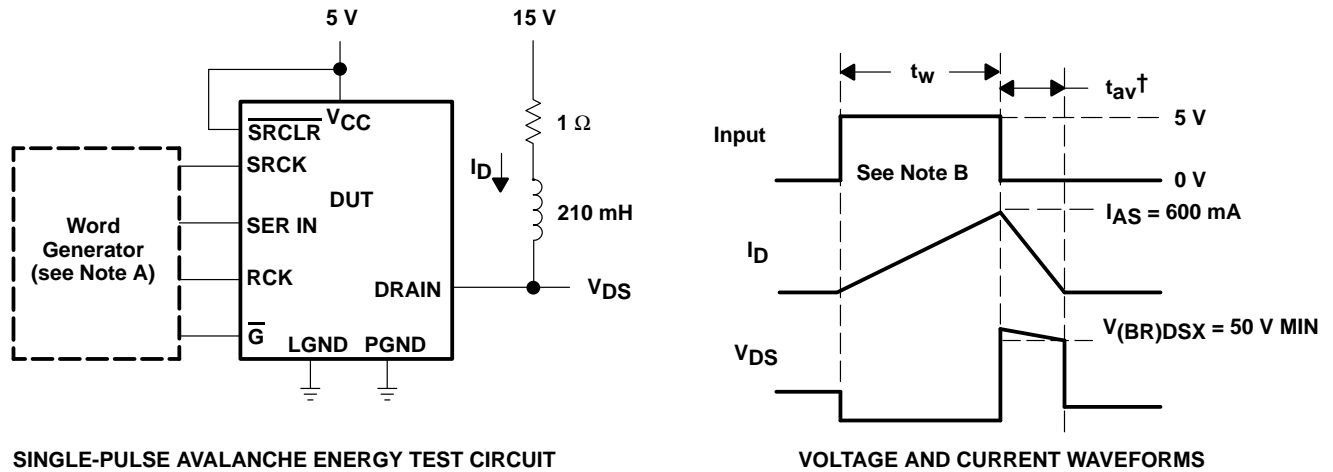 5 V
15 V
VCC
SRCLR
SRCK
SER IN
RCK
G
DUT
DRAIN
LGND
PGND
Word
Generator
(see Note A)
ID
1 Ω
210 mH
VDS
SINGLE-PULSE AVALANCHE ENERGY TEST CIRCUIT
tw
tav†
Input
5 V
See Note B
0 V
IAS = 600 mA
ID
V(BR)DSX = 50 V MIN
VDS
VOLTAGE AND CURRENT WAVEFORMS